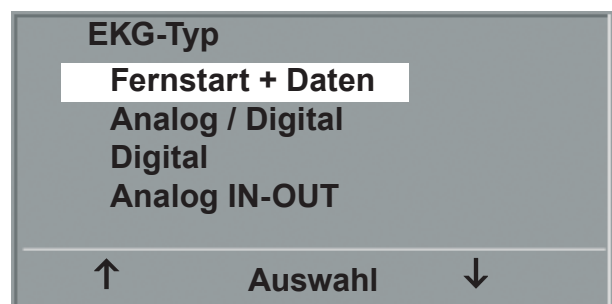 EKG-Typ
Fernstart + Daten
Analog / Digital
Digital
Analog IN-OUT
↑ Auswahl ↓